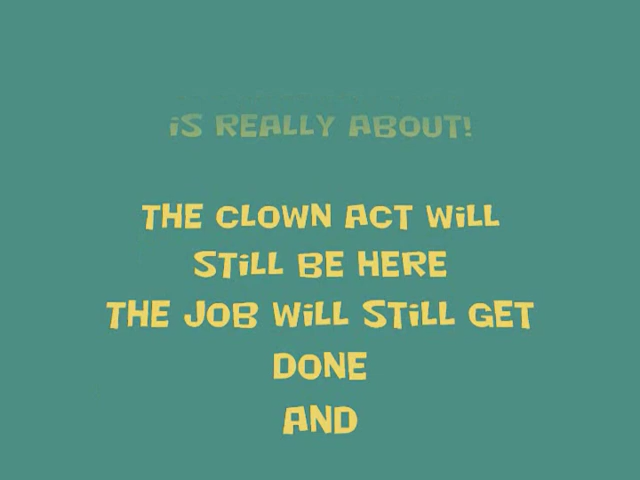 iS REALLY ABOUT!
THE CLOWN ACT WiLL
STiLL BE HERE
THE JOB WiLL STiLL GET
DONE
AND